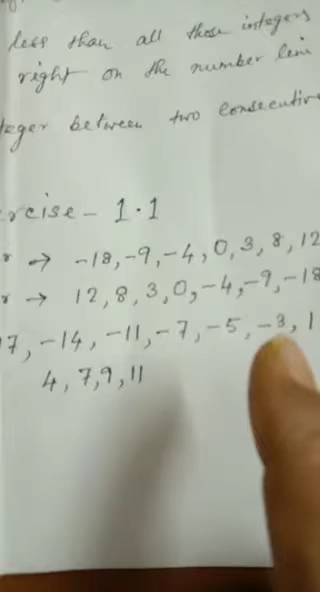 less than all those integers
right on the number line
teger between two consecutiv
rcise - 1.1
r → -18, -9, -4, 0, 3, 8, 12
r → 12, 8, 3, 0, -4, -9, -18
17, -14, -11, -7, -5, -3, 1
4, 7, 9, 11